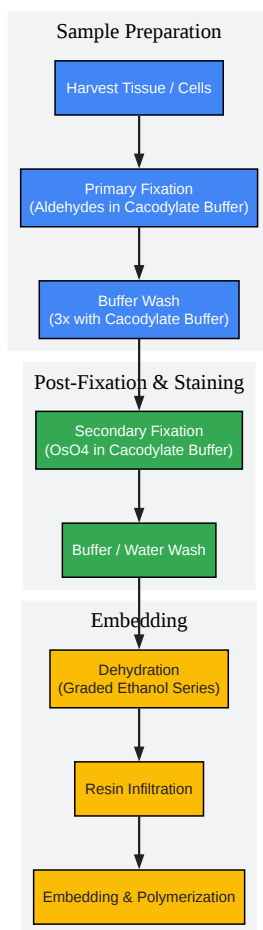 Sample Preparation
Harvest Tissue / Cells
Primary Fixation
(Aldehydes in Cacodylate Buffer)
Buffer Wash
(3x with Cacodylate Buffer)
Post-Fixation & Staining
Secondary Fixation
(OsO4 in Cacodylate Buffer)
Buffer / Water Wash
Embedding
Dehydration
(Graded Ethanol Series)
Resin Infiltration
Embedding & Polymerization